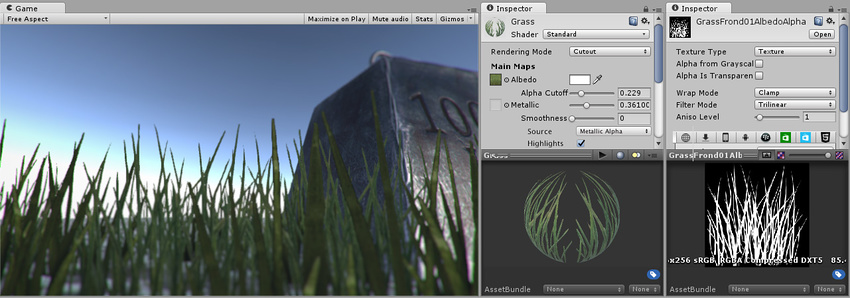 Game
Free Aspect
Maximize on Play
Mute audio
Stats
Gizmos
100
Inspector
Grass
Shader
Standard
Rendering Mode
Cutout
Main Maps
Albedo
Alpha Cutoff
0.229
Metallic
0.3610
Smoothness
0
Source
Metallic Alpha
Highlights
AssetBundle
None
None
Inspector
GrassFrond01AlbedoAlpha
Open
Texture Type
Texture
Alpha from Grayscal
Alpha Is Transparen
Wrap Mode
Clamp
Filter Mode
Trilinear
Aniso Level
1
GrassFrond01Alb
x256 sRGB RGBA Compressed DXT5 85.
AssetBundle
None
None